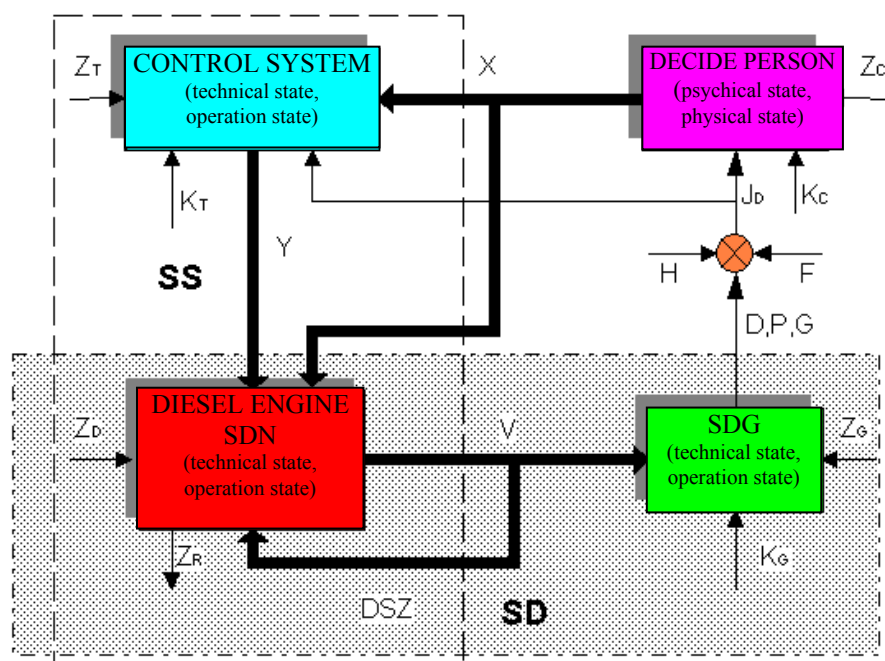 CONTROL SYSTEM
(technical state,
operation state)
DECIDE PERSON
(psychical state,
physical state)
ZT
X
ZC
KT
JD
KC
Y
SS
H
F
D,P,G
DIESEL ENGINE
SDN
(technical state,
operation state)
SDG
(technical state,
operation state)
ZD
V
ZG
ZR
KG
DSZ
SD